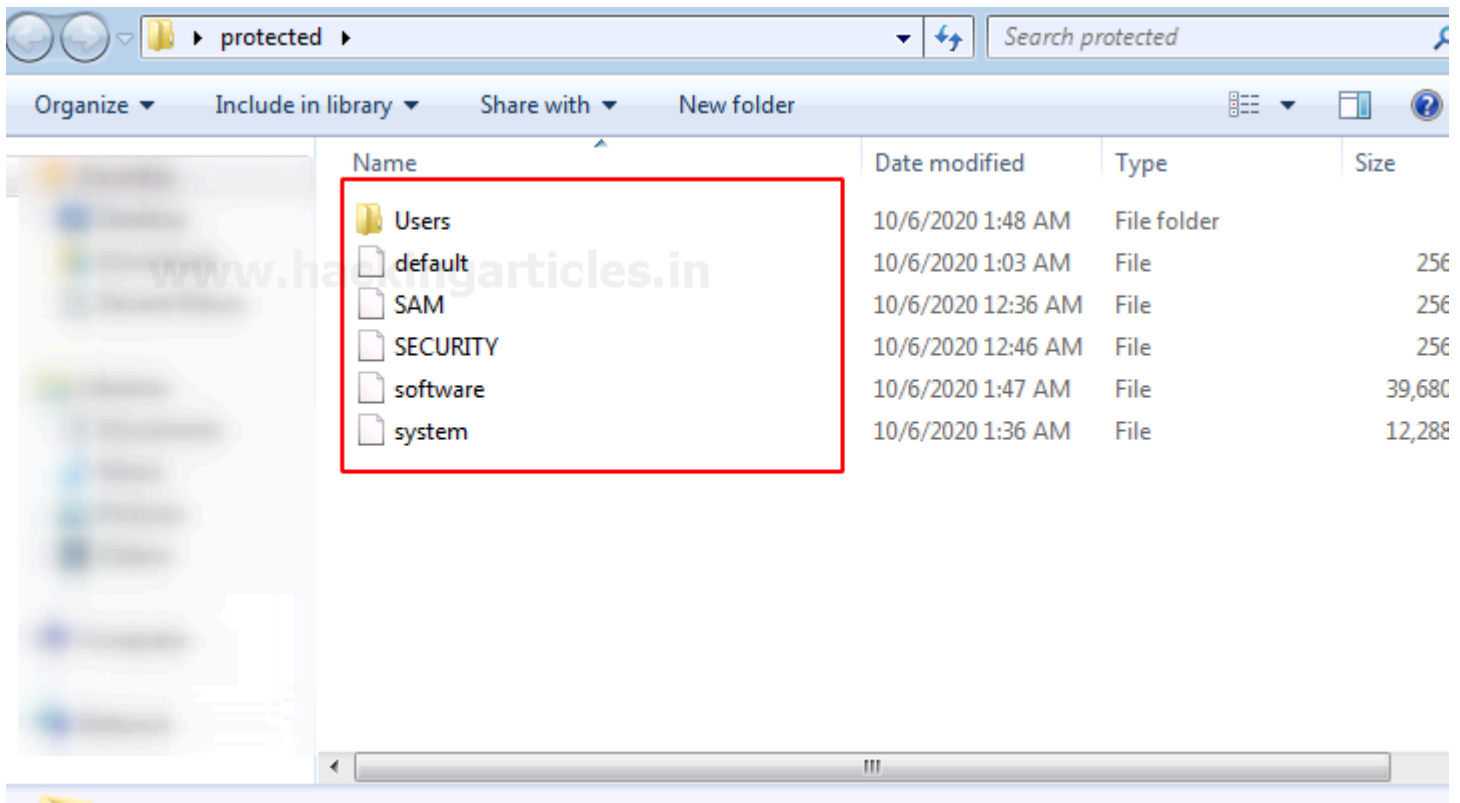 protected
Search protected
Organize Include in library Share with New folder
Name Date modified Type Size
Users 10/6/2020 1:48 AM File folder
default 10/6/2020 1:03 AM File 256
www.hackingarticles.in
SAM 10/6/2020 12:36 AM File 256
SECURITY 10/6/2020 12:46 AM File 256
software 10/6/2020 1:47 AM File 39,680
system 10/6/2020 1:36 AM File 12,288